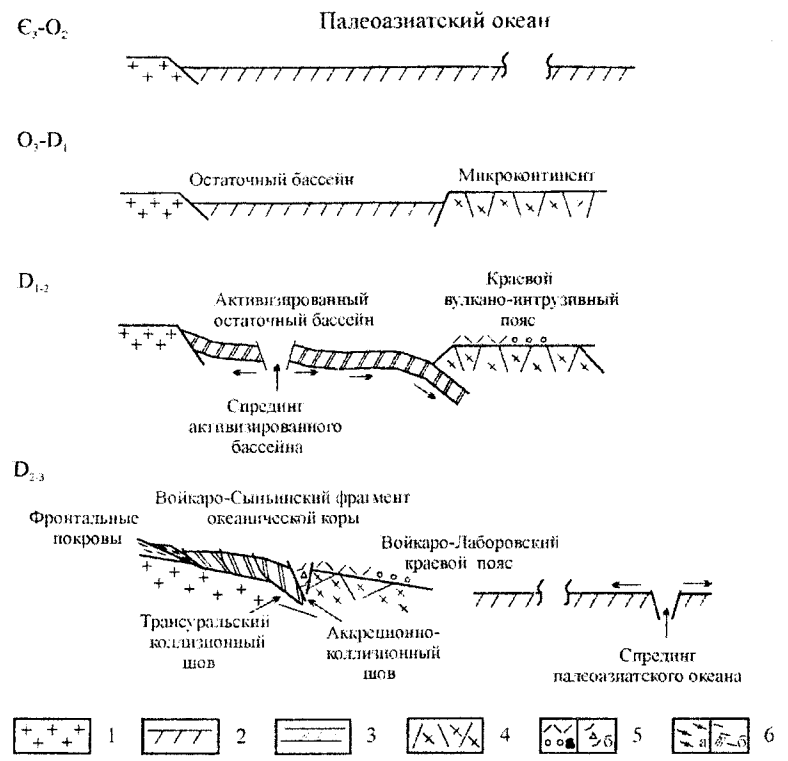 Є₃-O₂
Палеоазиатский океан
O₃-D₁
Остаточный бассейн
Микроконтинент
D₁₋₂
Активизированный
остаточный бассейн
Краевой
вулкано-интрузивный
пояс
Спрединг
активизированного
бассейна
D₂₋₃
Фронтальные
покровы
Войкаро-Сыньинский фрагмент
океанической коры
Войкаро-Лаборовский
краевой пояс
Трансуральский
коллизионный
шов
Аккреционно-
коллизионный
шов
Спрединг
палеоазиатского океана
1 2 3 4 а б 5 а б 6